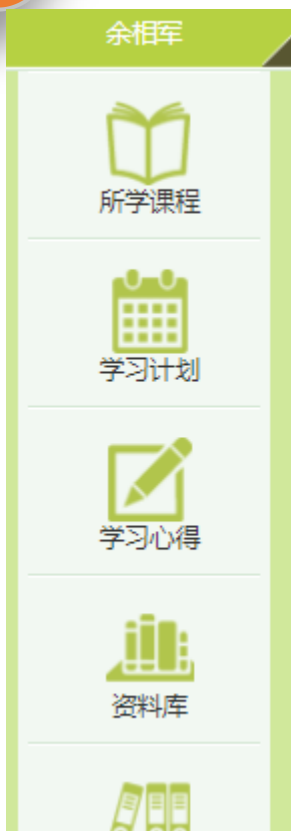 余相军
所学课程
学习计划
学习心得
资料库